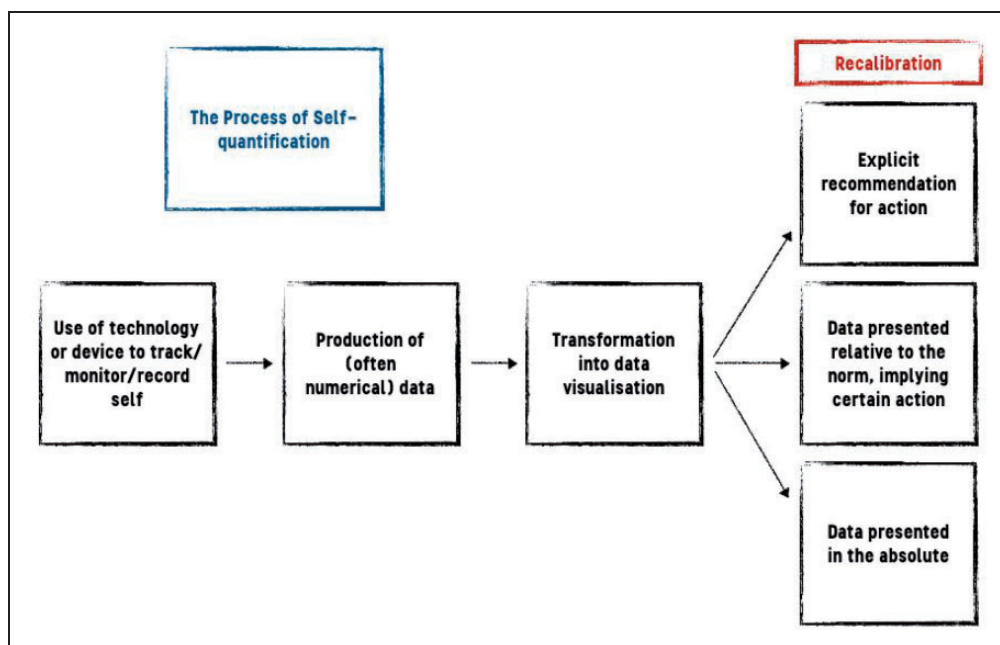 The Process of Self-
quantification
Recalibration
Explicit
recommendation
for action
Use of technology
or device to track/
monitor/record
self
Production of
(often
numerical) data
Transformation
into data
visualisation
Data presented
relative to the
norm, implying
certain action
Data presented
in the absolute